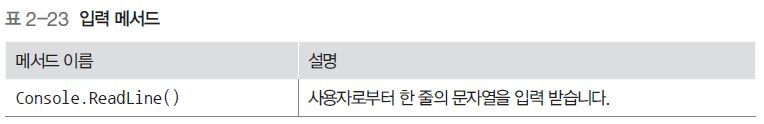 표 2-23 입력 메서드
메서드 이름 설명
Console.ReadLine() 사용자로부터 한 줄의 문자열을 입력 받습니다.